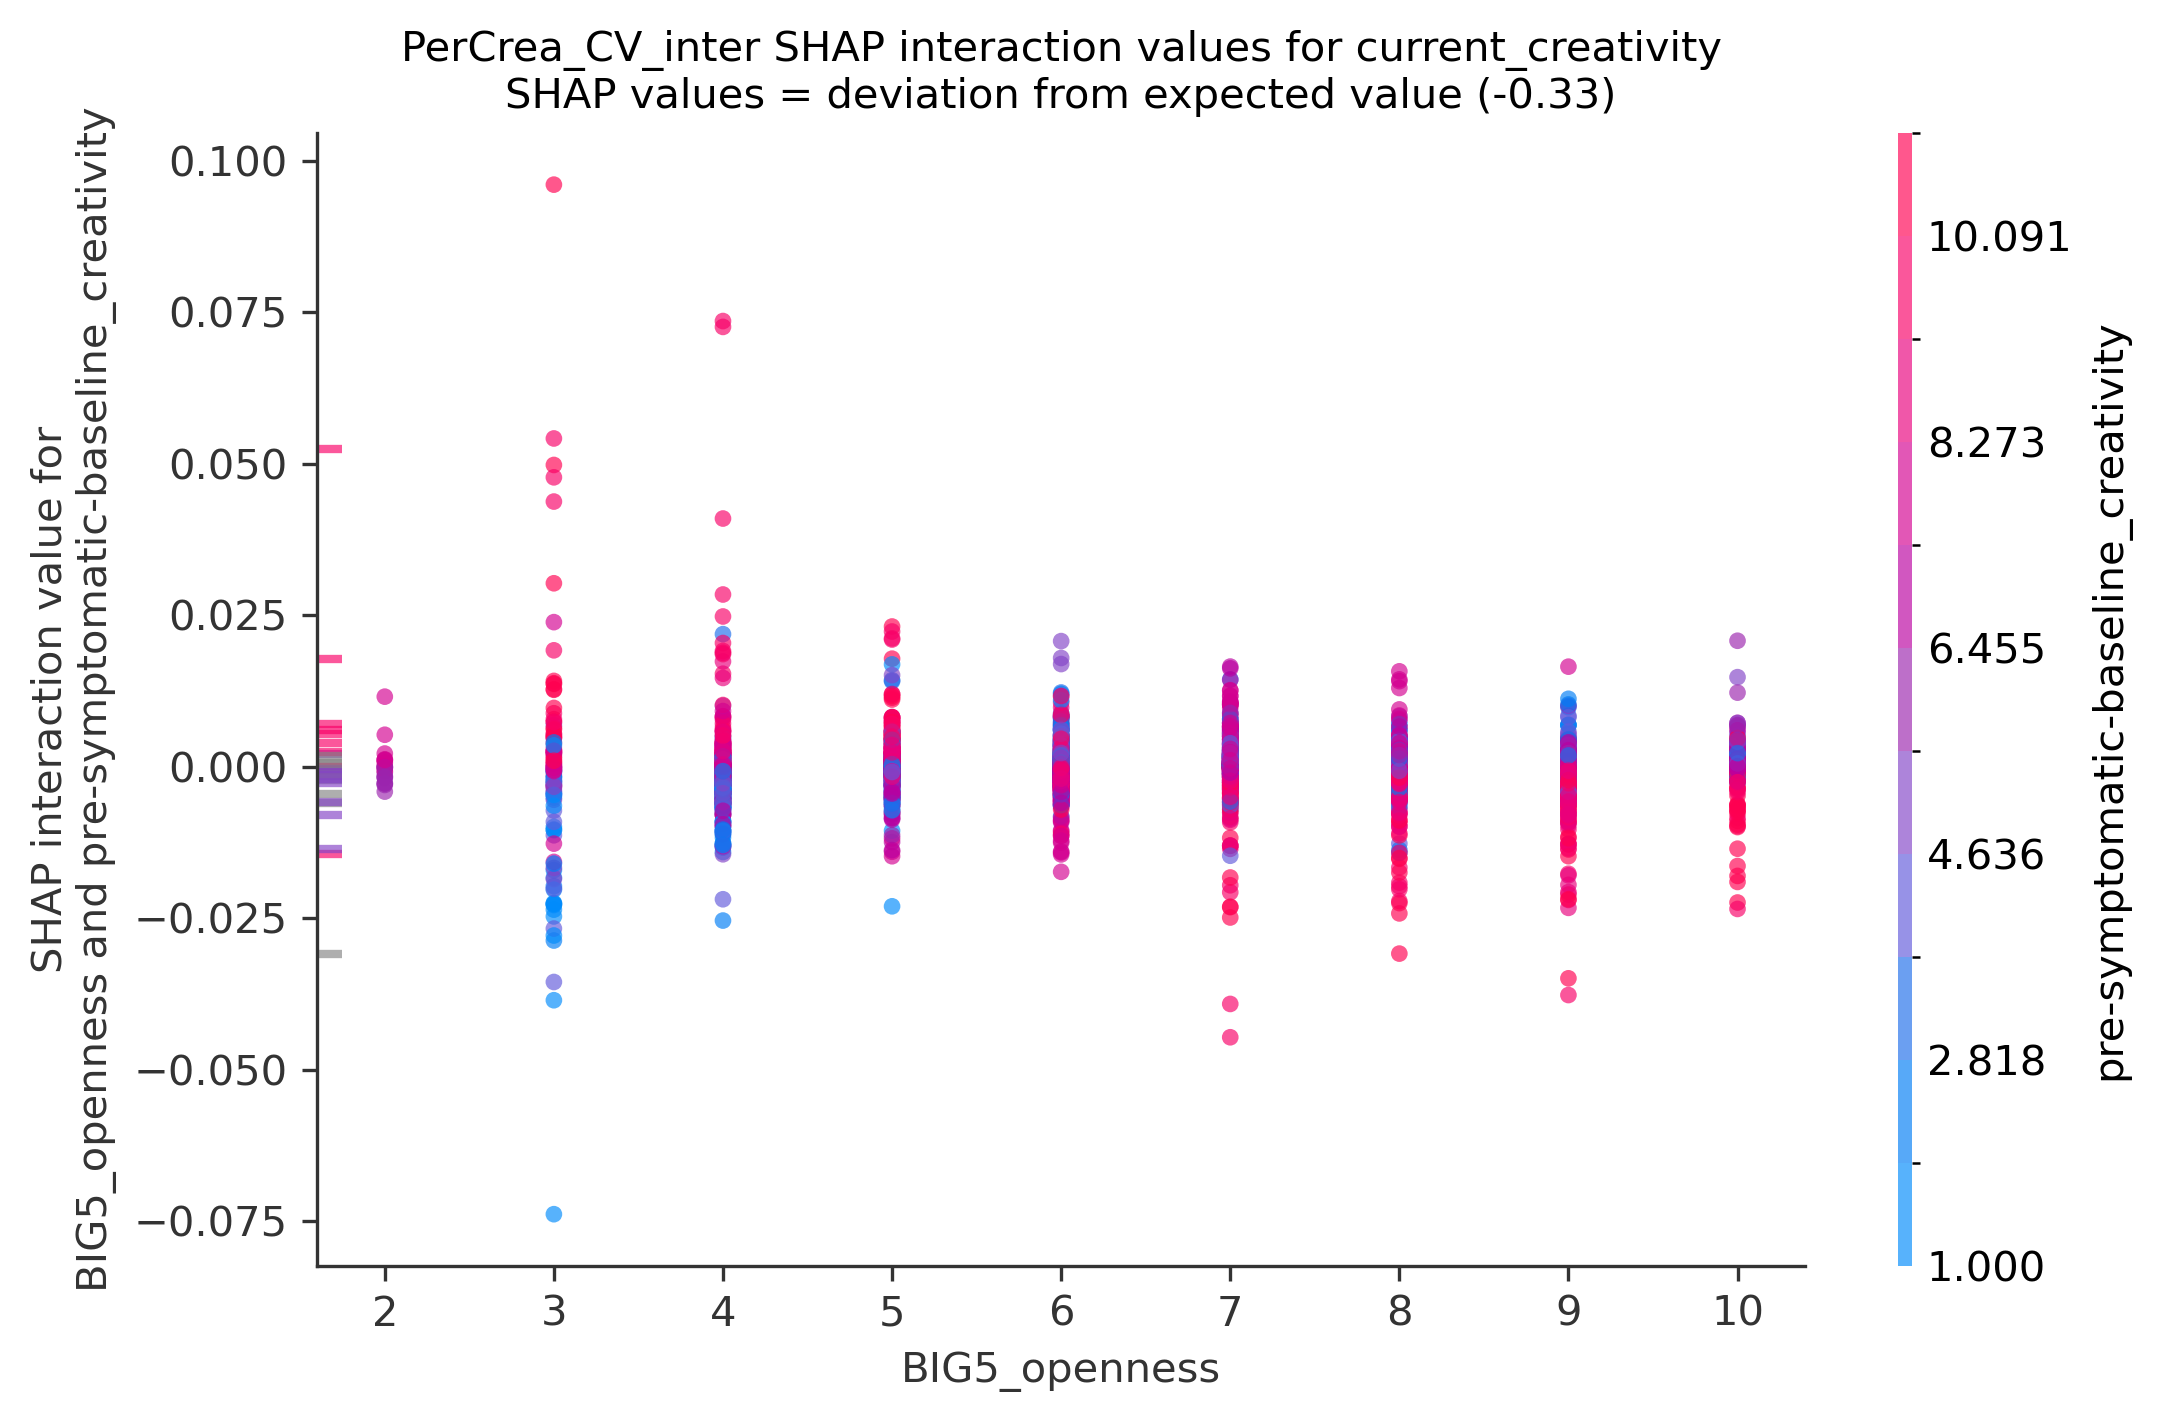 PerCrea_CV_inter SHAP interaction values for current_creativity
SHAP values = deviation from expected value (-0.33)
SHAP interaction value for
BIG5_openness and pre-symptomatic-baseline_creativity
0.100
0.075
0.050
0.025
0.000
−0.025
−0.050
−0.075
2 3 4 5 6 7 8 9 10
BIG5_openness
10.091
8.273
6.455
4.636
2.818
1.000
pre-symptomatic-baseline_creativity